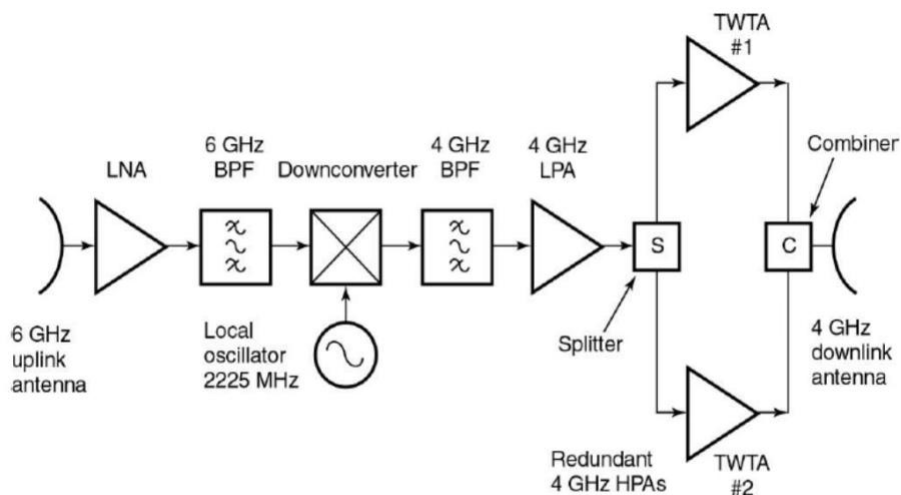 TWTA
#1
Combiner
6 GHz
BPF
4 GHz
BPF
4 GHz
LPA
LNA
Downconverter
S
C
Splitter
6 GHz
uplink
antenna
Local
oscillator
2225 MHz
4 GHz
downlink
antenna
Redundant
4 GHz HPAs
TWTA
#2